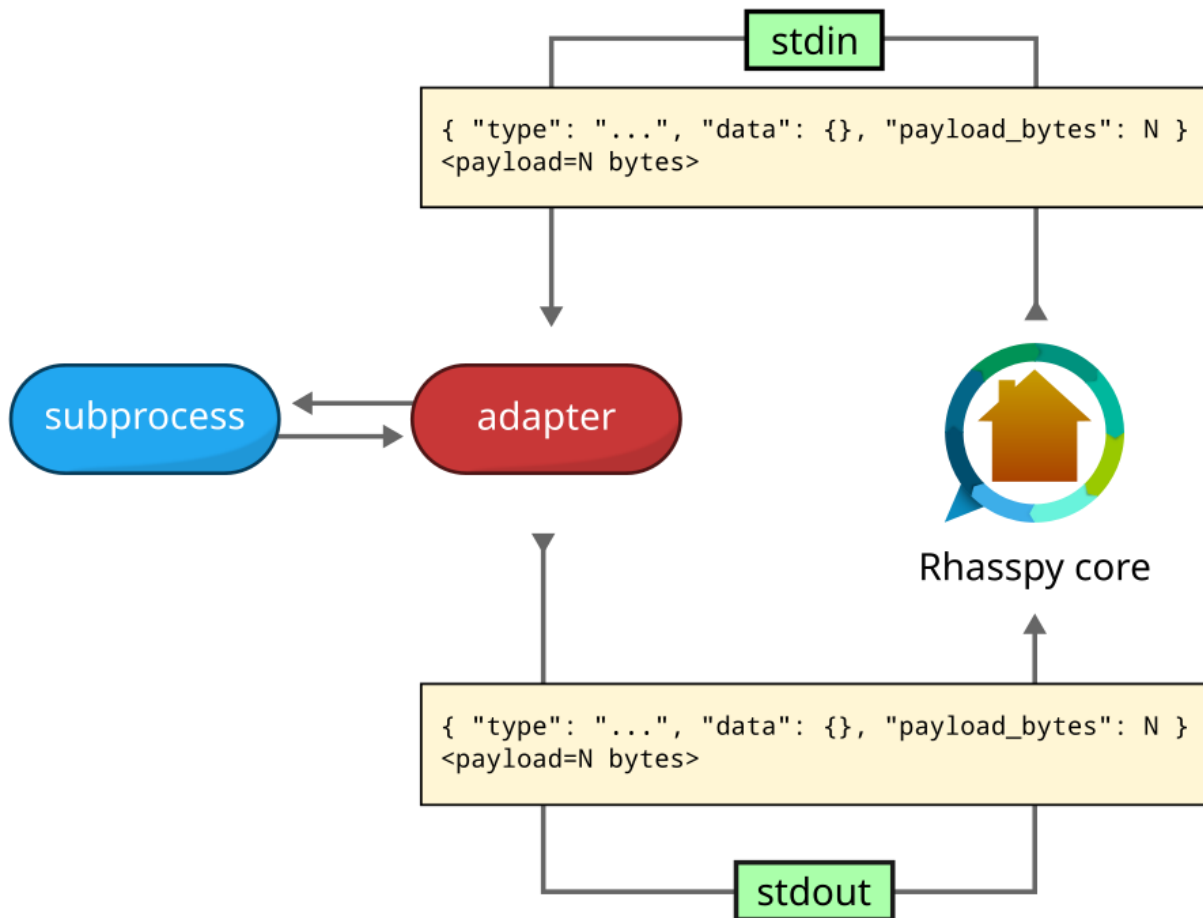 stdin
{ "type": "...", "data": {}, "payload_bytes": N }
<payload=N bytes>
subprocess
adapter
Rhasspy core
{ "type": "...", "data": {}, "payload_bytes": N }
<payload=N bytes>
stdout